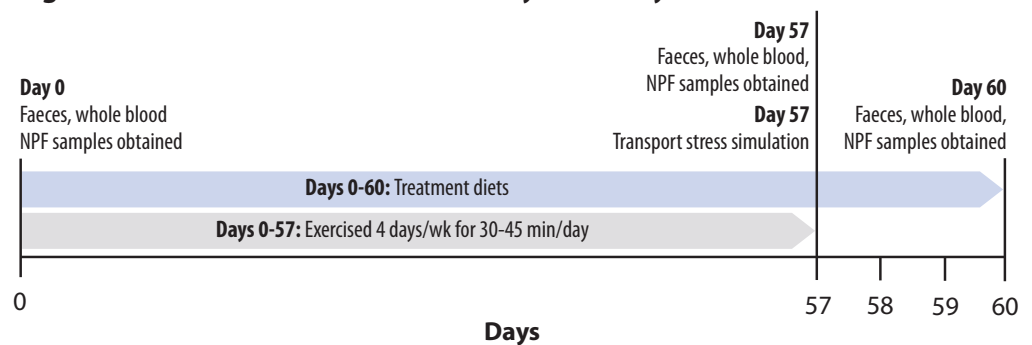 Day 0
Faeces, whole blood
NPF samples obtained
Day 57
Faeces, whole blood,
NPF samples obtained
Day 57
Transport stress simulation
Day 60
Faeces, whole blood,
NPF samples obtained
Days 0-60: Treatment diets
Days 0-57: Exercised 4 days/wk for 30-45 min/day
0 57 58 59 60
Days